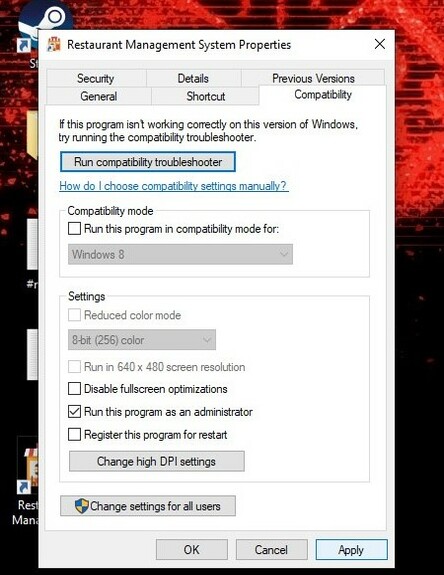 Restaurant Management System Properties
Security Details Previous Versions
General Shortcut Compatibility
If this program isn't working correctly on this version of Windows,
try running the compatibility troubleshooter.
Run compatibility troubleshooter
How do I choose compatibility settings manually?
Compatibility mode
Run this program in compatibility mode for:
Windows 8
Settings
Reduced color mode
8-bit (256) color
Run in 640 x 480 screen resolution
Disable fullscreen optimizations
Run this program as an administrator
Register this program for restart
Change high DPI settings
Change settings for all users
OK Cancel Apply
St
#r
Rest
Mana